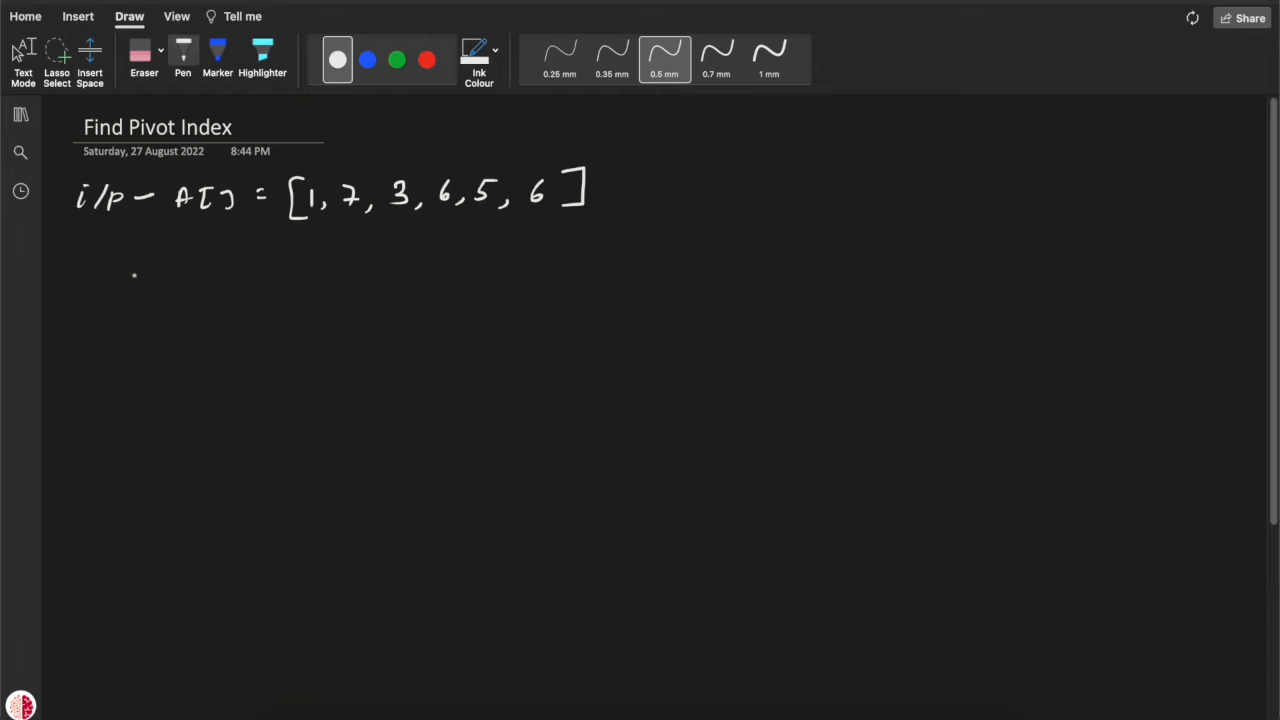 Home Insert Draw View Tell me Share
Text Mode Lasso Select Insert Space Eraser Pen Marker Highlighter Ink Colour 0.25 mm 0.35 mm 0.5 mm 0.7 mm 1 mm
Find Pivot Index
Saturday, 27 August 2022 8:44 PM
i/p - A[] = [1, 7, 3, 6, 5, 6]